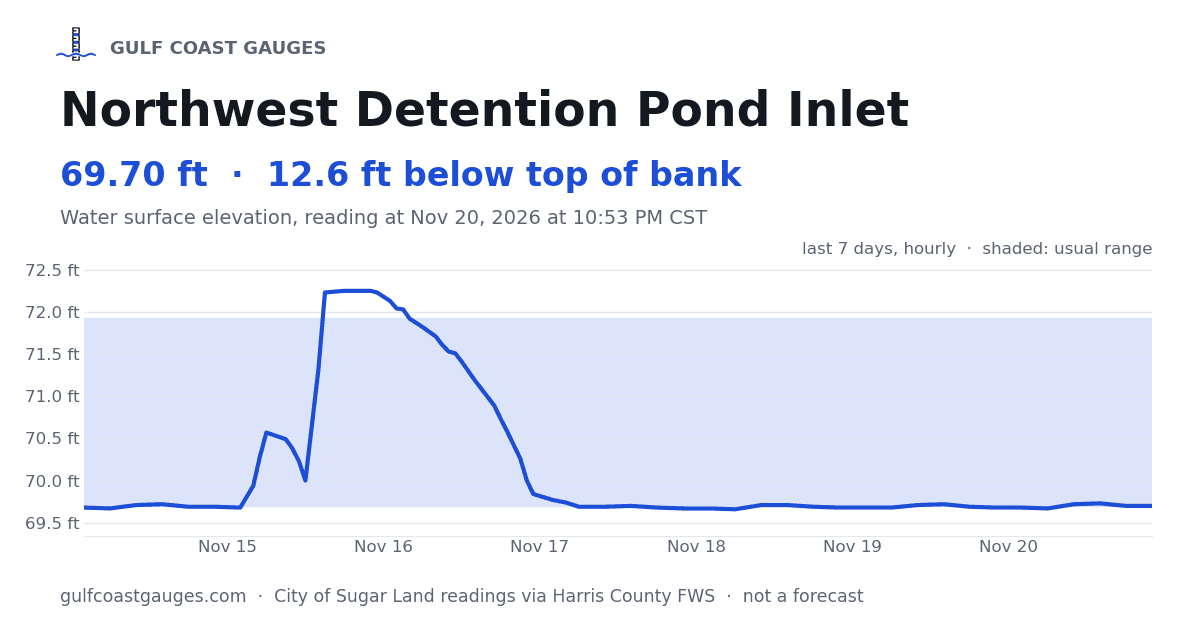 GULF COAST GAUGES
Northwest Detention Pond Inlet
69.70 ft · 12.6 ft below top of bank
Water surface elevation, reading at Nov 20, 2026 at 10:53 PM CST
last 7 days, hourly · shaded: usual range
72.5 ft
72.0 ft
71.5 ft
71.0 ft
70.5 ft
70.0 ft
69.5 ft
Nov 15 Nov 16 Nov 17 Nov 18 Nov 19 Nov 20
gulfcoastgauges.com · City of Sugar Land readings via Harris County FWS · not a forecast